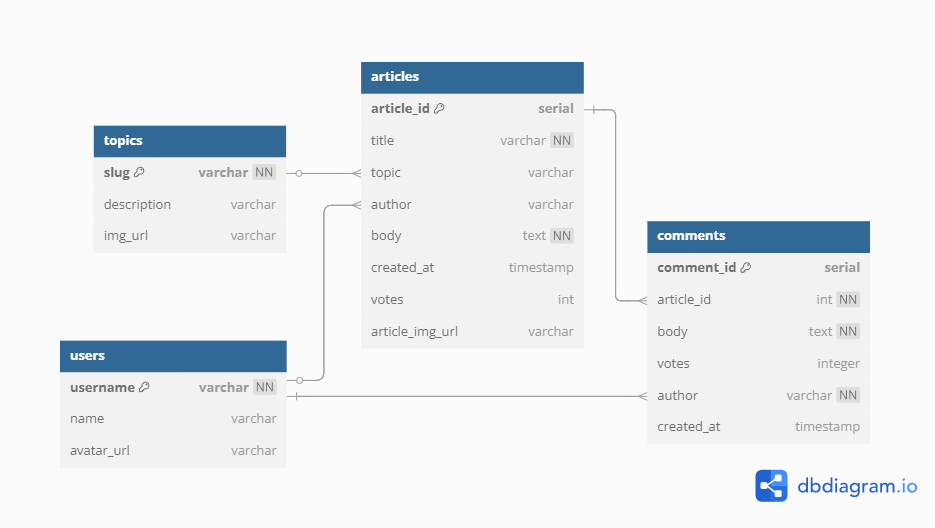 articles
article_id serial
title varchar NN
topic varchar
author varchar
body text NN
created_at timestamp
votes int
article_img_url varchar
topics
slug varchar NN
description varchar
img_url varchar
comments
comment_id serial
article_id int NN
body text NN
votes integer
author varchar NN
created_at timestamp
users
username varchar NN
name varchar
avatar_url varchar
dbdiagram.io